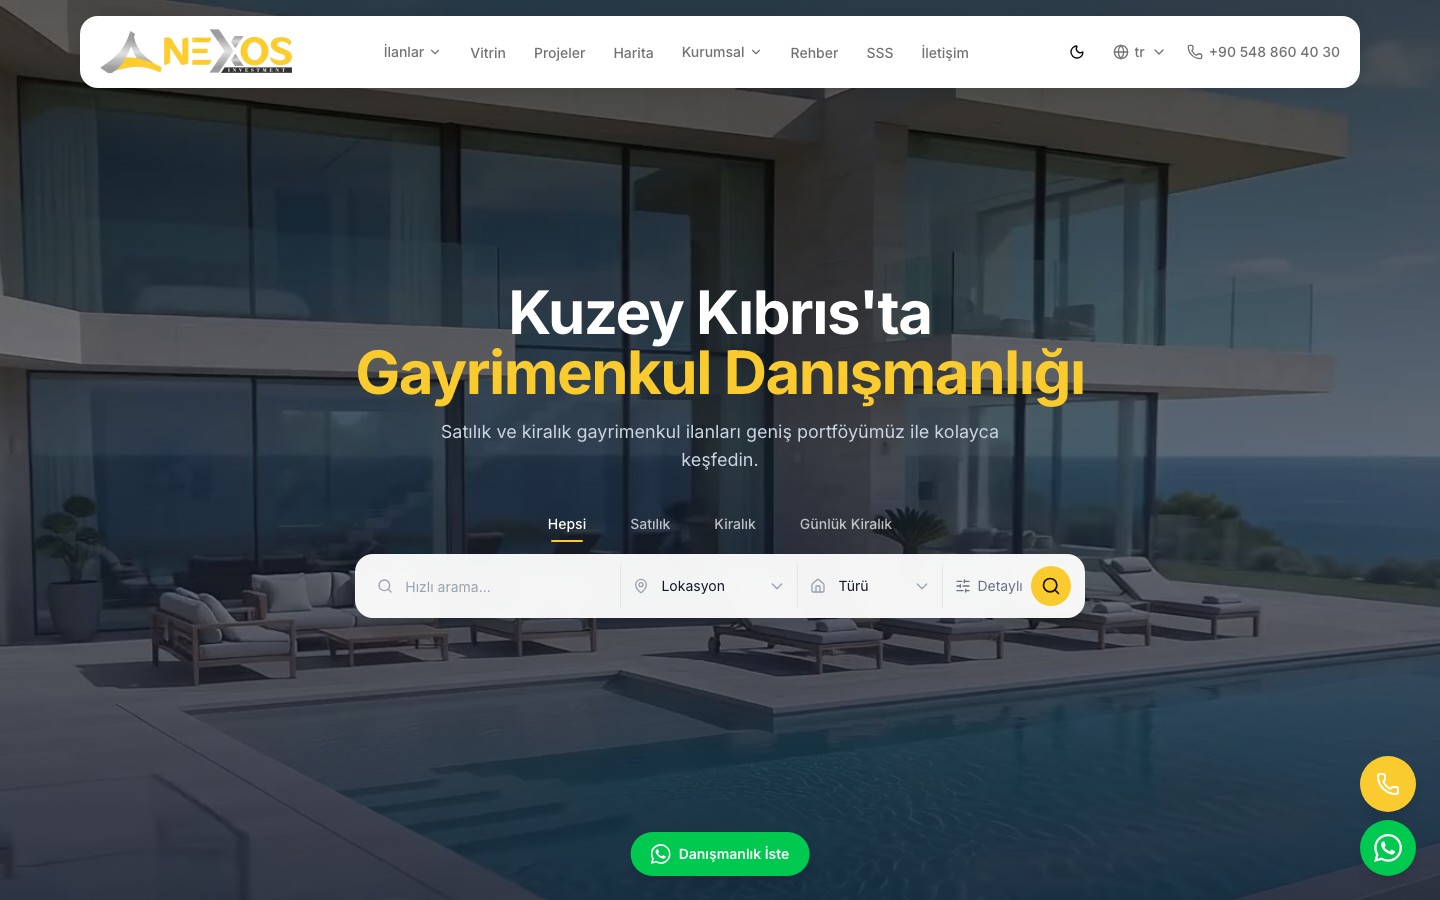 NEXOS
INVESTMENT
İlanlar
Vitrin
Projeler
Harita
Kurumsal
Rehber
SSS
İletişim
tr
+90 548 860 40 30
Kuzey Kıbrıs'ta
Gayrimenkul Danışmanlığı
Satılık ve kiralık gayrimenkul ilanları geniş portföyümüz ile kolayca
keşfedin.
Hepsi
Satılık
Kiralık
Günlük Kiralık
Hızlı arama...
Lokasyon
Türü
Detaylı
Danışmanlık İste